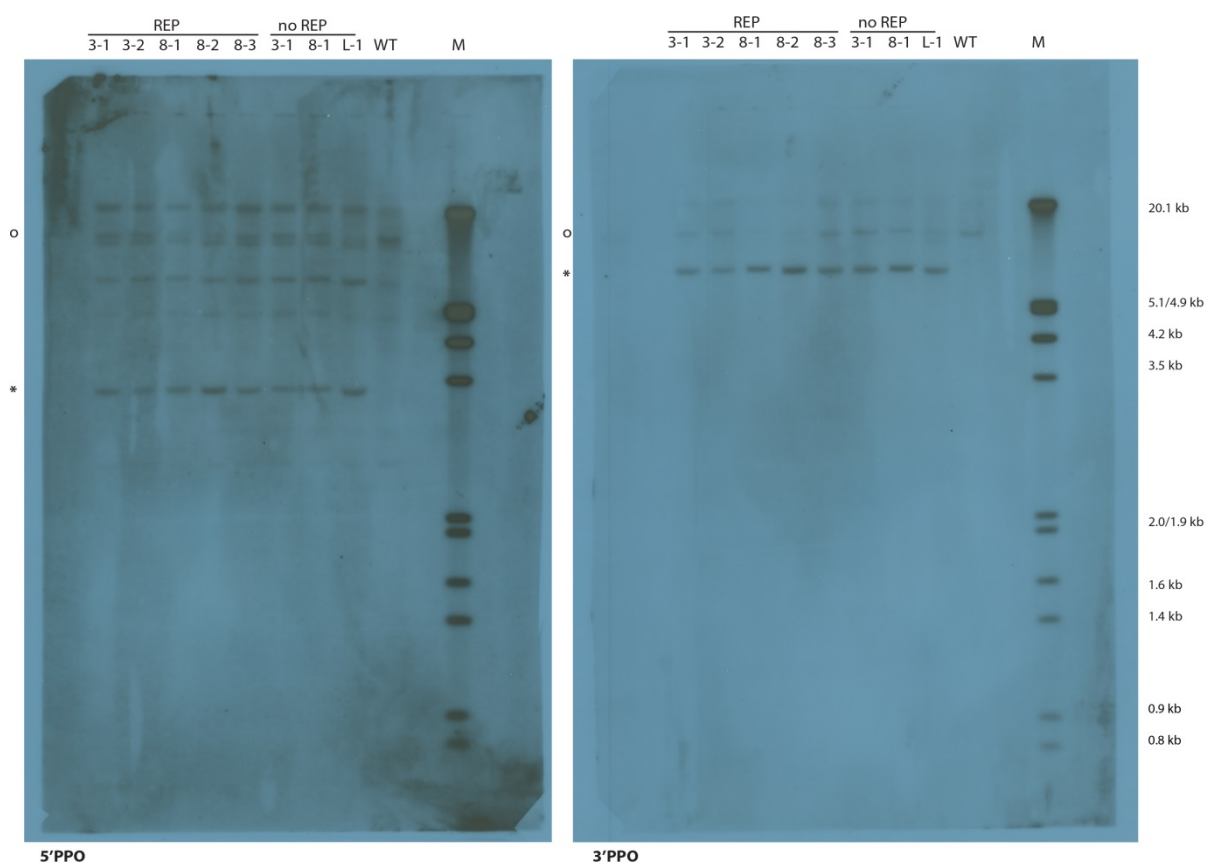 REP no REP
3-1 3-2 8-1 8-2 8-3 3-1 8-1 L-1 WT M
REP no REP
3-1 3-2 8-1 8-2 8-3 3-1 8-1 L-1 WT M
o
*
o
*
20.1 kb
5.1/4.9 kb
4.2 kb
3.5 kb
2.0/1.9 kb
1.6 kb
1.4 kb
0.9 kb
0.8 kb
5'PPO
3'PPO